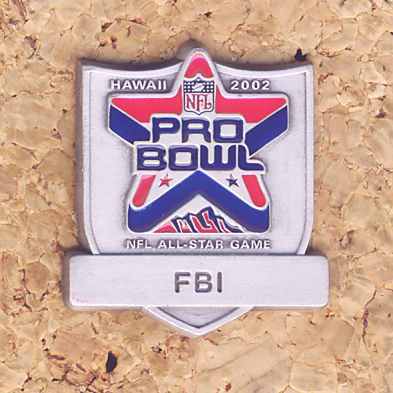 HAWAII 2002
NFL
PRO
BOWL
NFL ALL-STAR GAME
FBI